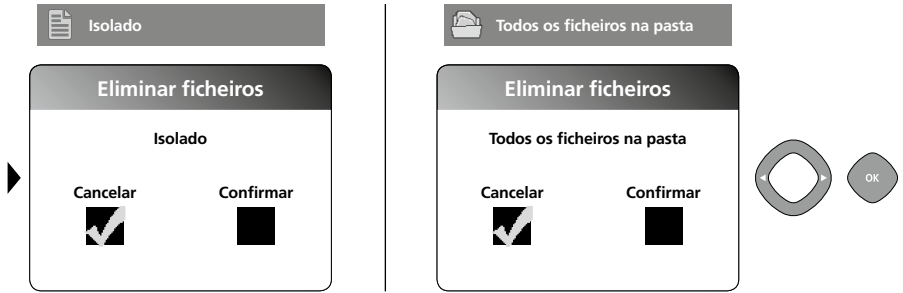 Isolado
Eliminar ficheiros
Isolado
Cancelar Confirmar
Todos os ficheiros na pasta
Eliminar ficheiros
Todos os ficheiros na pasta
Cancelar Confirmar
OK